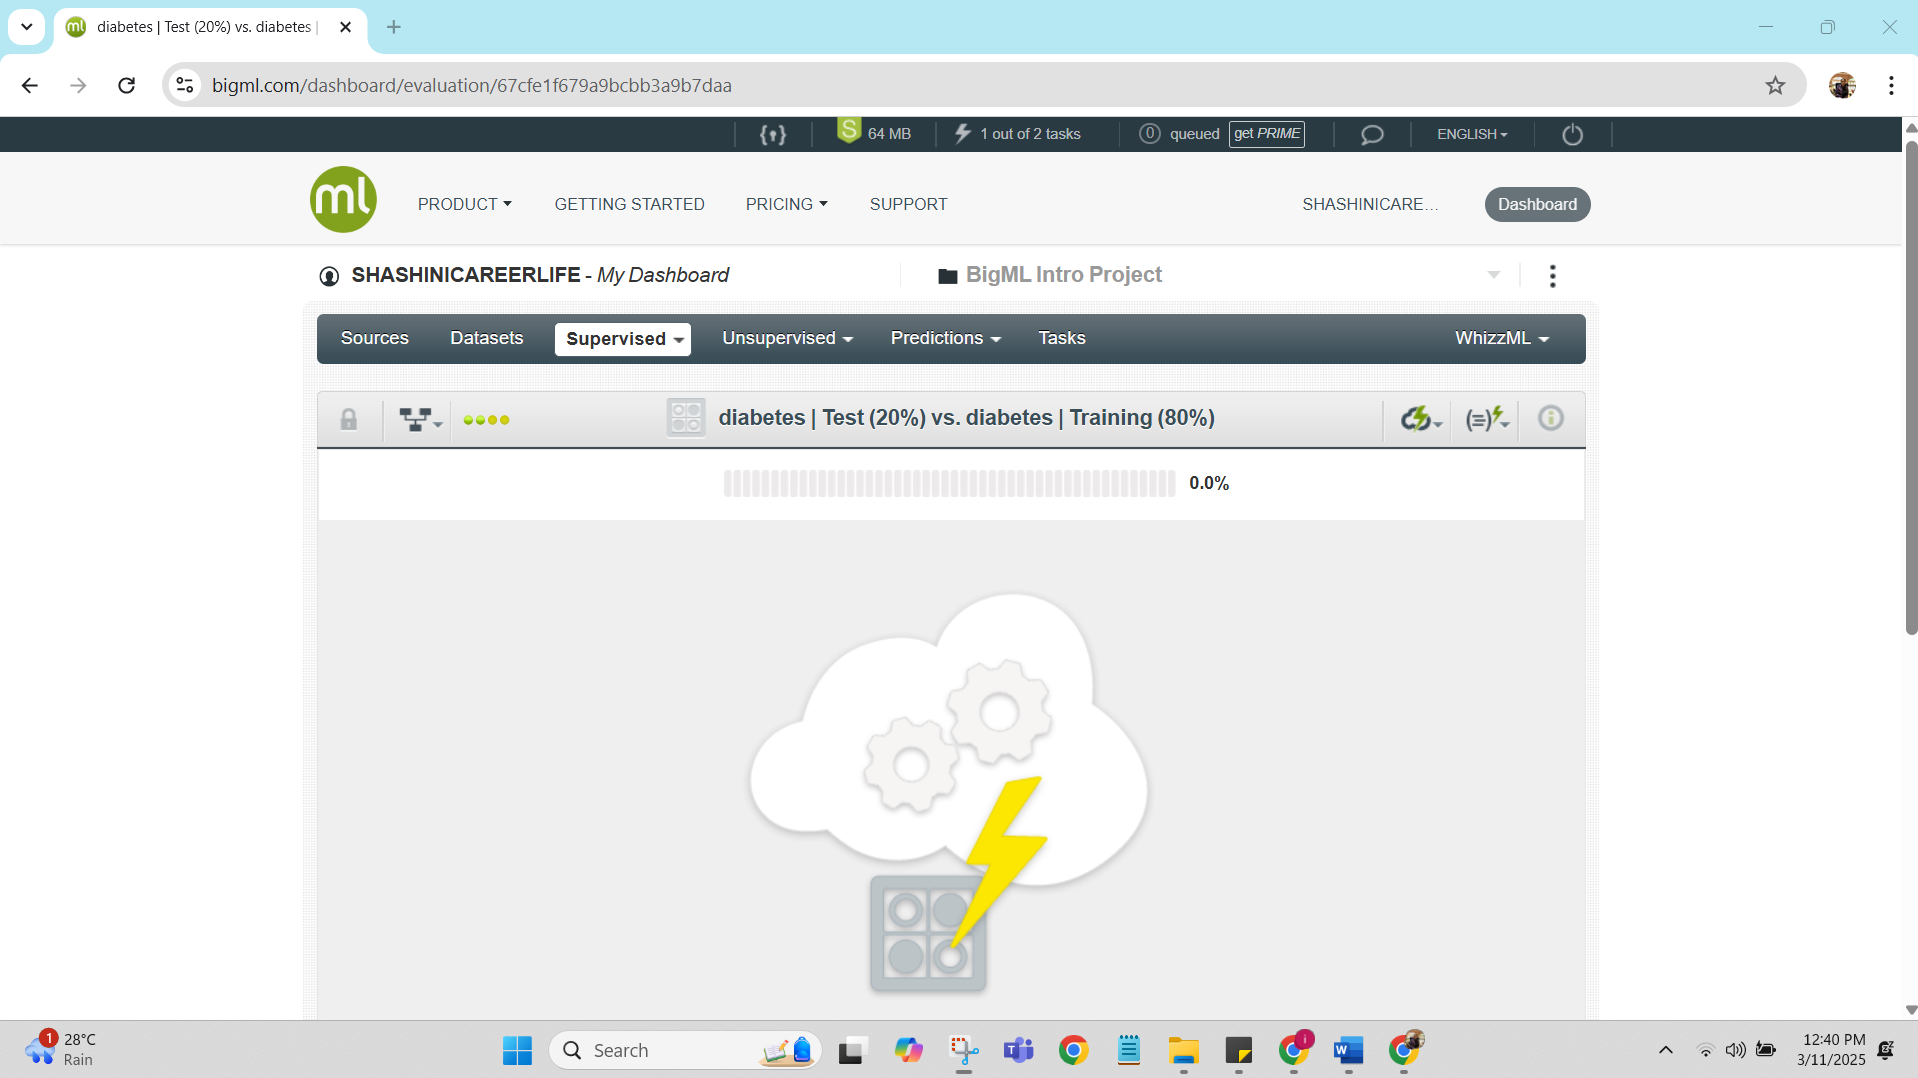 diabetes | Test (20%) vs. diabetes |
bigml.com/dashboard/evaluation/67cfe1f679a9bcbb3a9b7daa
S 64 MB 1 out of 2 tasks 0 queued get PRIME ENGLISH
ml PRODUCT GETTING STARTED PRICING SUPPORT SHASHINICARE... Dashboard
SHASHINICAREERLIFE - My Dashboard BigML Intro Project
Sources Datasets Supervised Unsupervised Predictions Tasks WhizzML
diabetes | Test (20%) vs. diabetes | Training (80%)
0.0%
1 28°C
Rain
Search
12:40 PM
3/11/2025